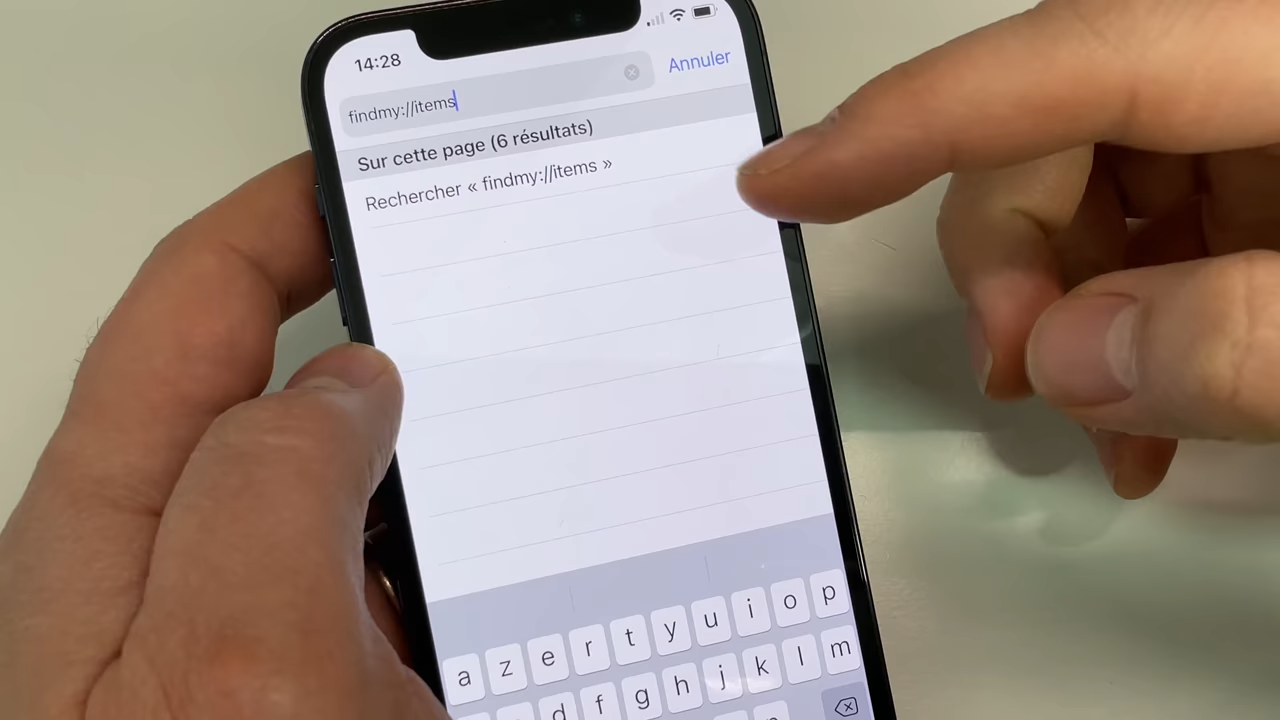 14:28
findmy://items
Annuler
Sur cette page (6 résultats)
Rechercher « findmy://items »
a z e r t y u i o p
d f g h j k l m